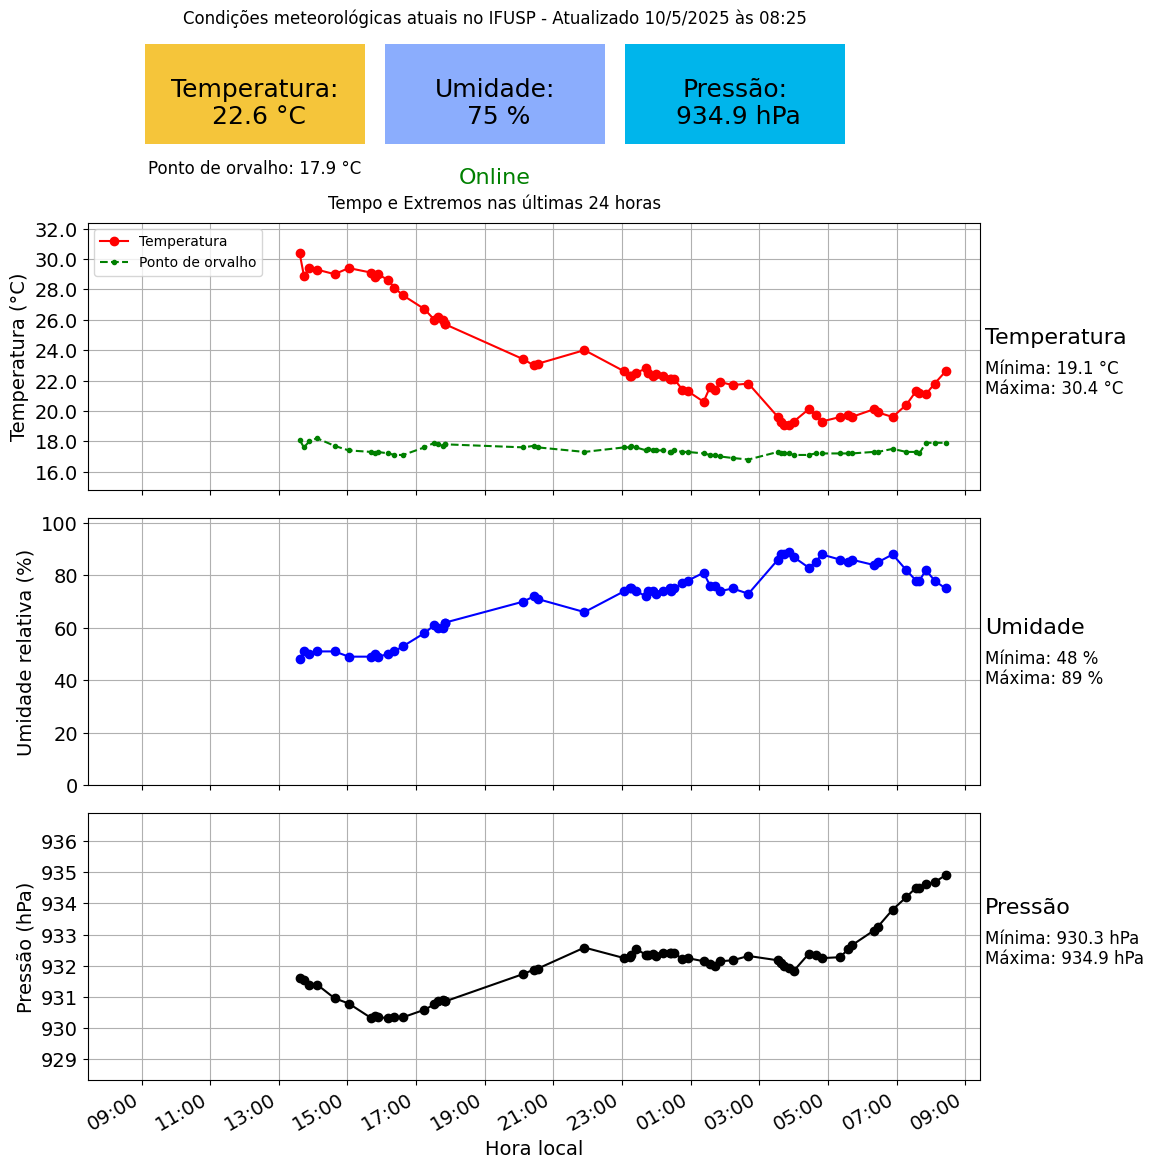 Condições meteorológicas atuais no IFUSP - Atualizado 10/5/2025 às 08:25
Temperatura:
22.6 °C
Umidade:
75 %
Pressão:
934.9 hPa
Ponto de orvalho: 17.9 °C
Online
Tempo e Extremos nas últimas 24 horas
Temperatura (°C)
32.0
30.0
28.0
26.0
24.0
22.0
20.0
18.0
16.0
Temperatura
Ponto de orvalho
Temperatura
Mínima: 19.1 °C
Máxima: 30.4 °C
Umidade relativa (%)
100
80
60
40
20
0
Umidade
Mínima: 48 %
Máxima: 89 %
Pressão (hPa)
936
935
934
933
932
931
930
929
Pressão
Mínima: 930.3 hPa
Máxima: 934.9 hPa
09:00 11:00 13:00 15:00 17:00 19:00 21:00 23:00 01:00 03:00 05:00 07:00 09:00
Hora local